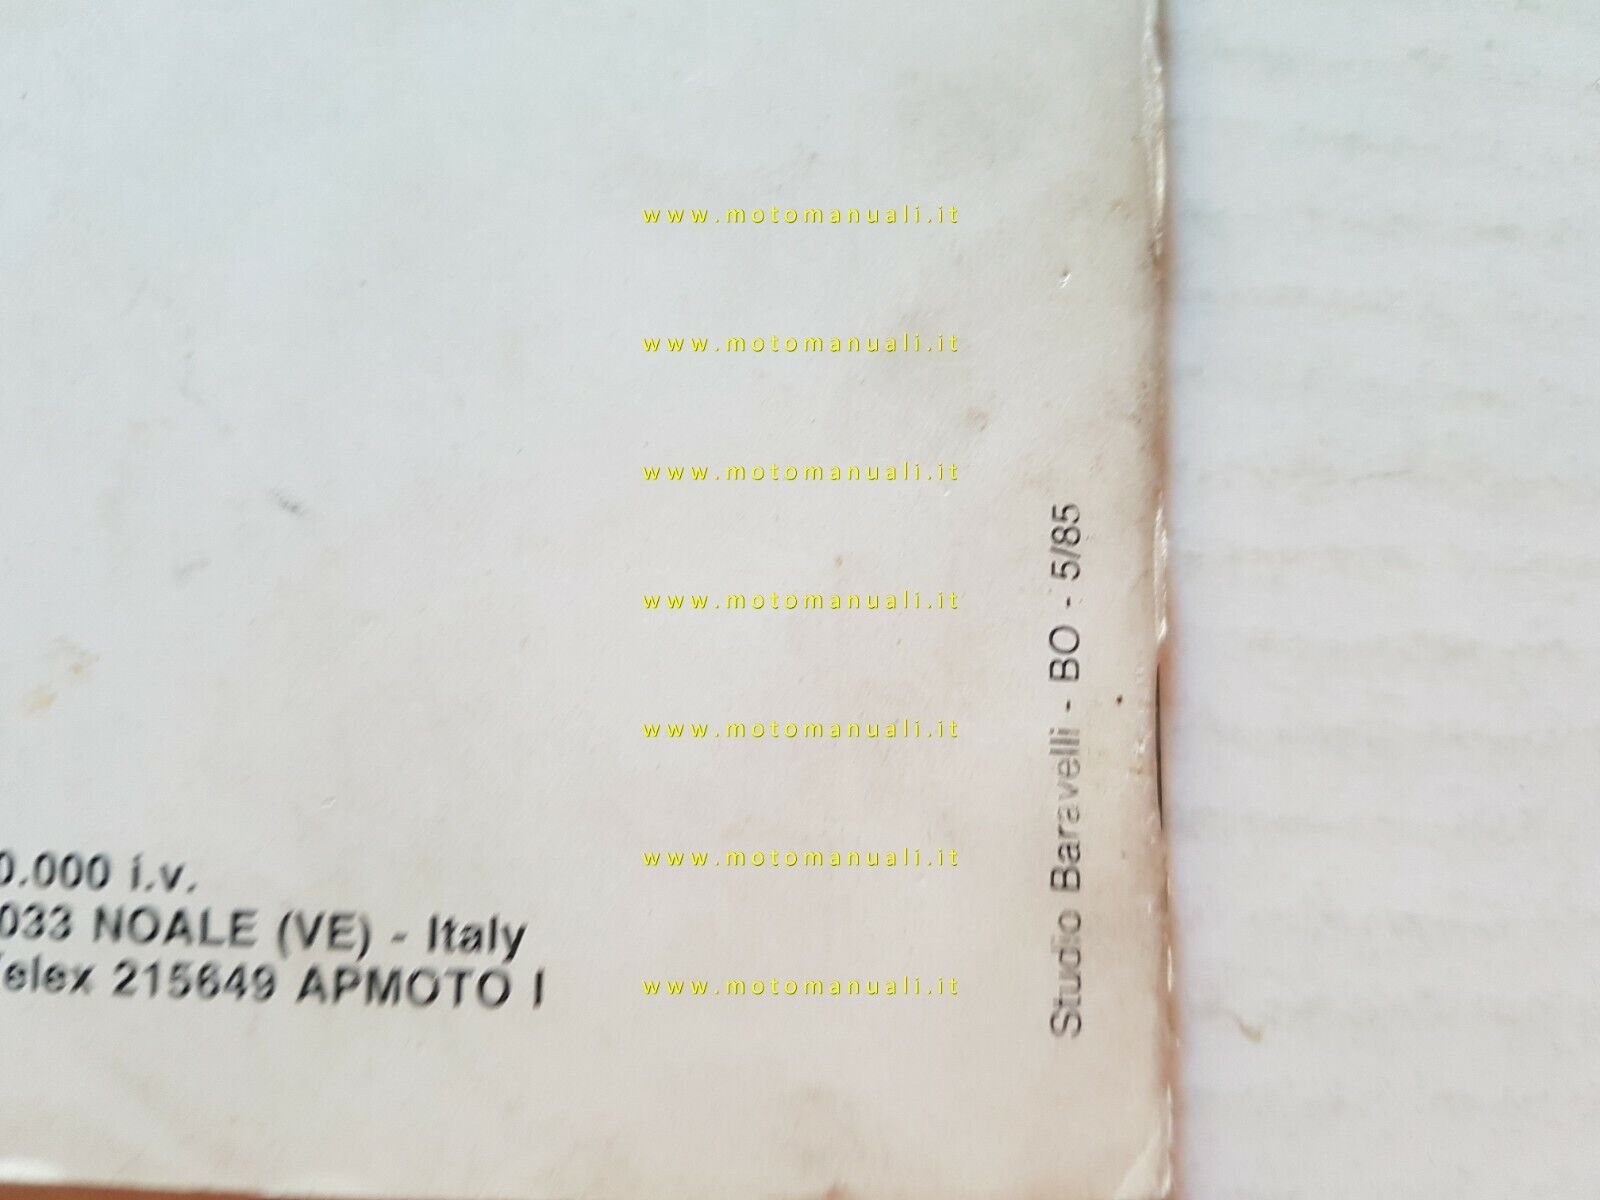 www.motomanuali.it
www.motomanuali.it
www.motomanuali.it
www.motomanuali.it
www.motomanuali.it
www.motomanuali.it
www.motomanuali.it
0.000 i.v.
033 NOALE (VE) - Italy
Telex 215649 APMOTO I
Studio Baravelli - BO - 5/85